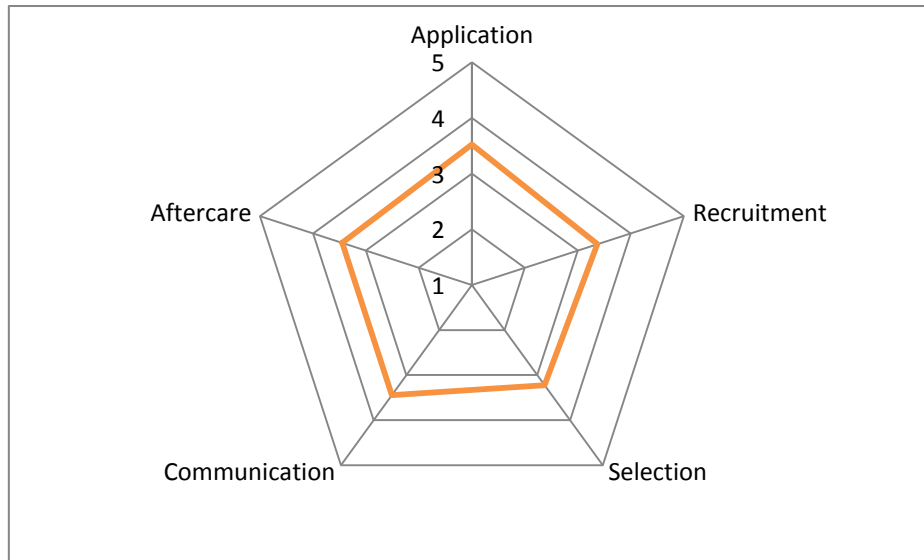 Application
5
4
3
2
1
Recruitment
Selection
Communication
Aftercare